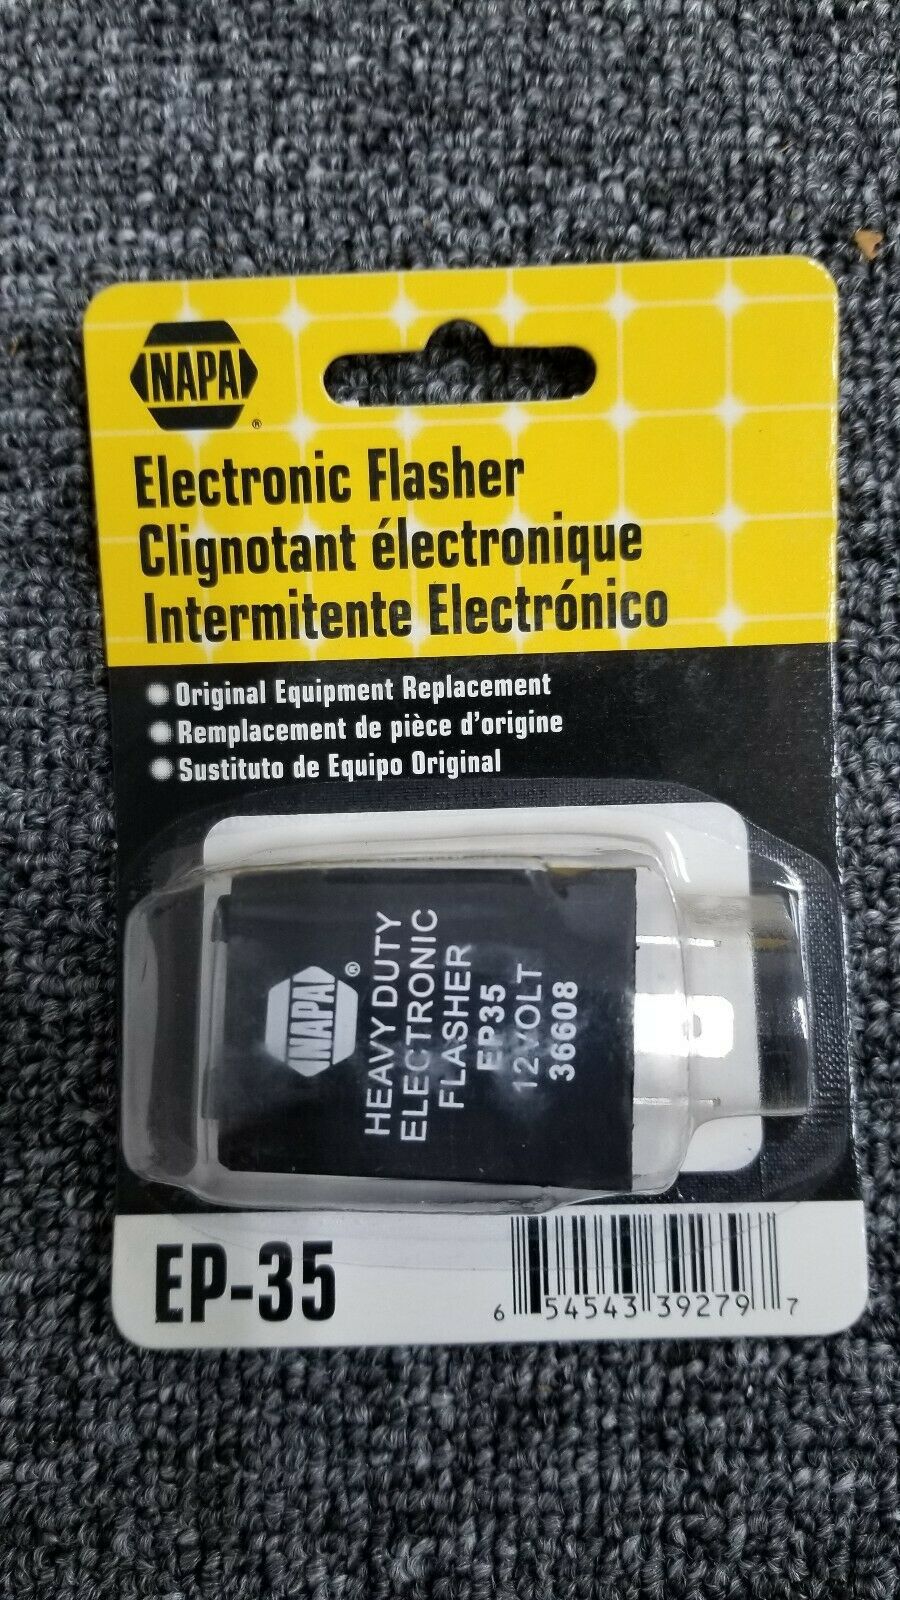 NAPA
®
Electronic Flasher
Clignotant électronique
Intermitente Electrónico
Original Equipment Replacement
Remplacement de pièce d'origine
Sustituto de Equipo Original
NAPA
®
HEAVY DUTY
ELECTRONIC
FLASHER
EP35
12VOLT
36608
EP-35
6 54543 39279 7